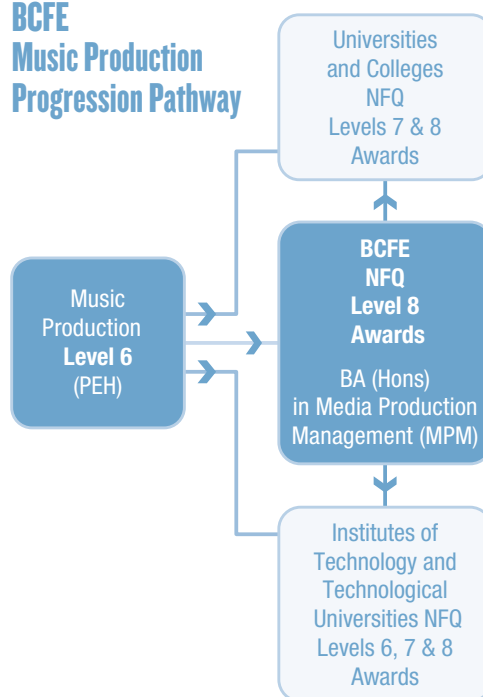 BCFE
Music Production
Progression Pathway
Universities
and Colleges
NFQ
Levels 7 & 8
Awards
Music
Production
Level 6
(PEH)
BCFE
NFQ
Level 8
Awards
BA (Hons)
in Media Production
Management (MPM)
Institutes of
Technology and
Technological
Universities NFQ
Levels 6, 7 & 8
Awards